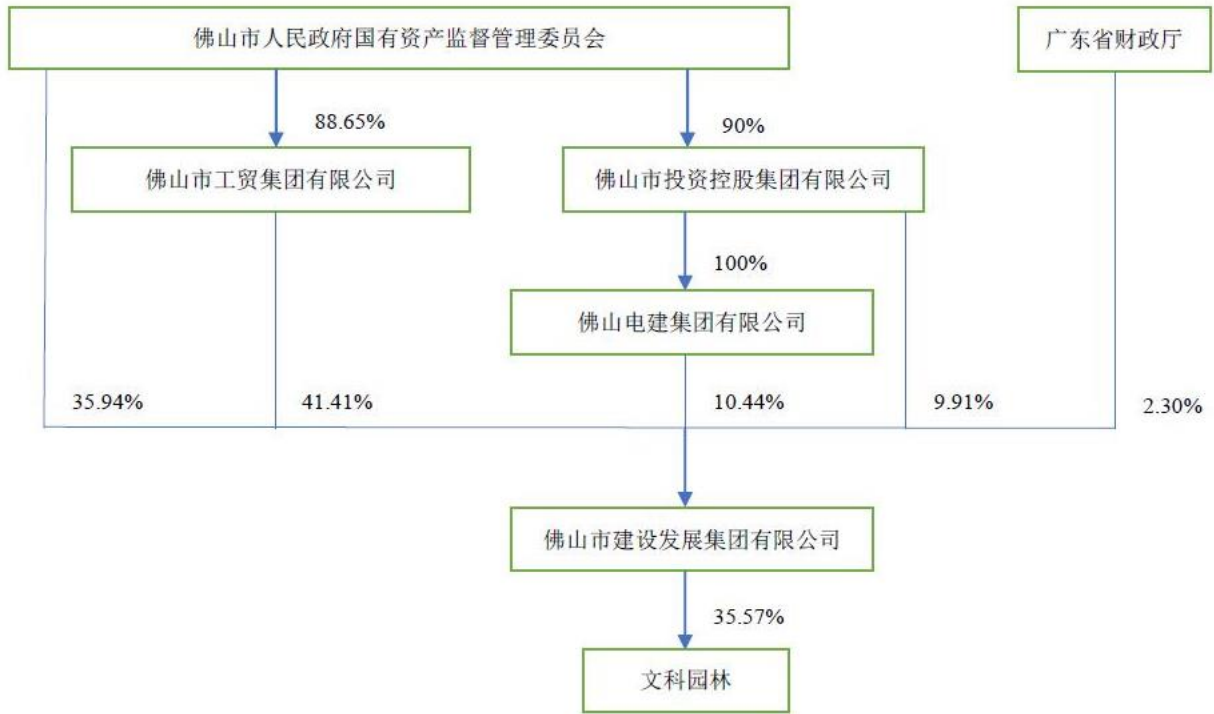 佛山市人民政府国有资产监督管理委员会
广东省财政厅
88.65%
90%
佛山市工贸集团有限公司
佛山市投资控股集团有限公司
100%
佛山电建集团有限公司
35.94%
41.41%
10.44%
9.91%
2.30%
佛山市建设发展集团有限公司
35.57%
文科园林